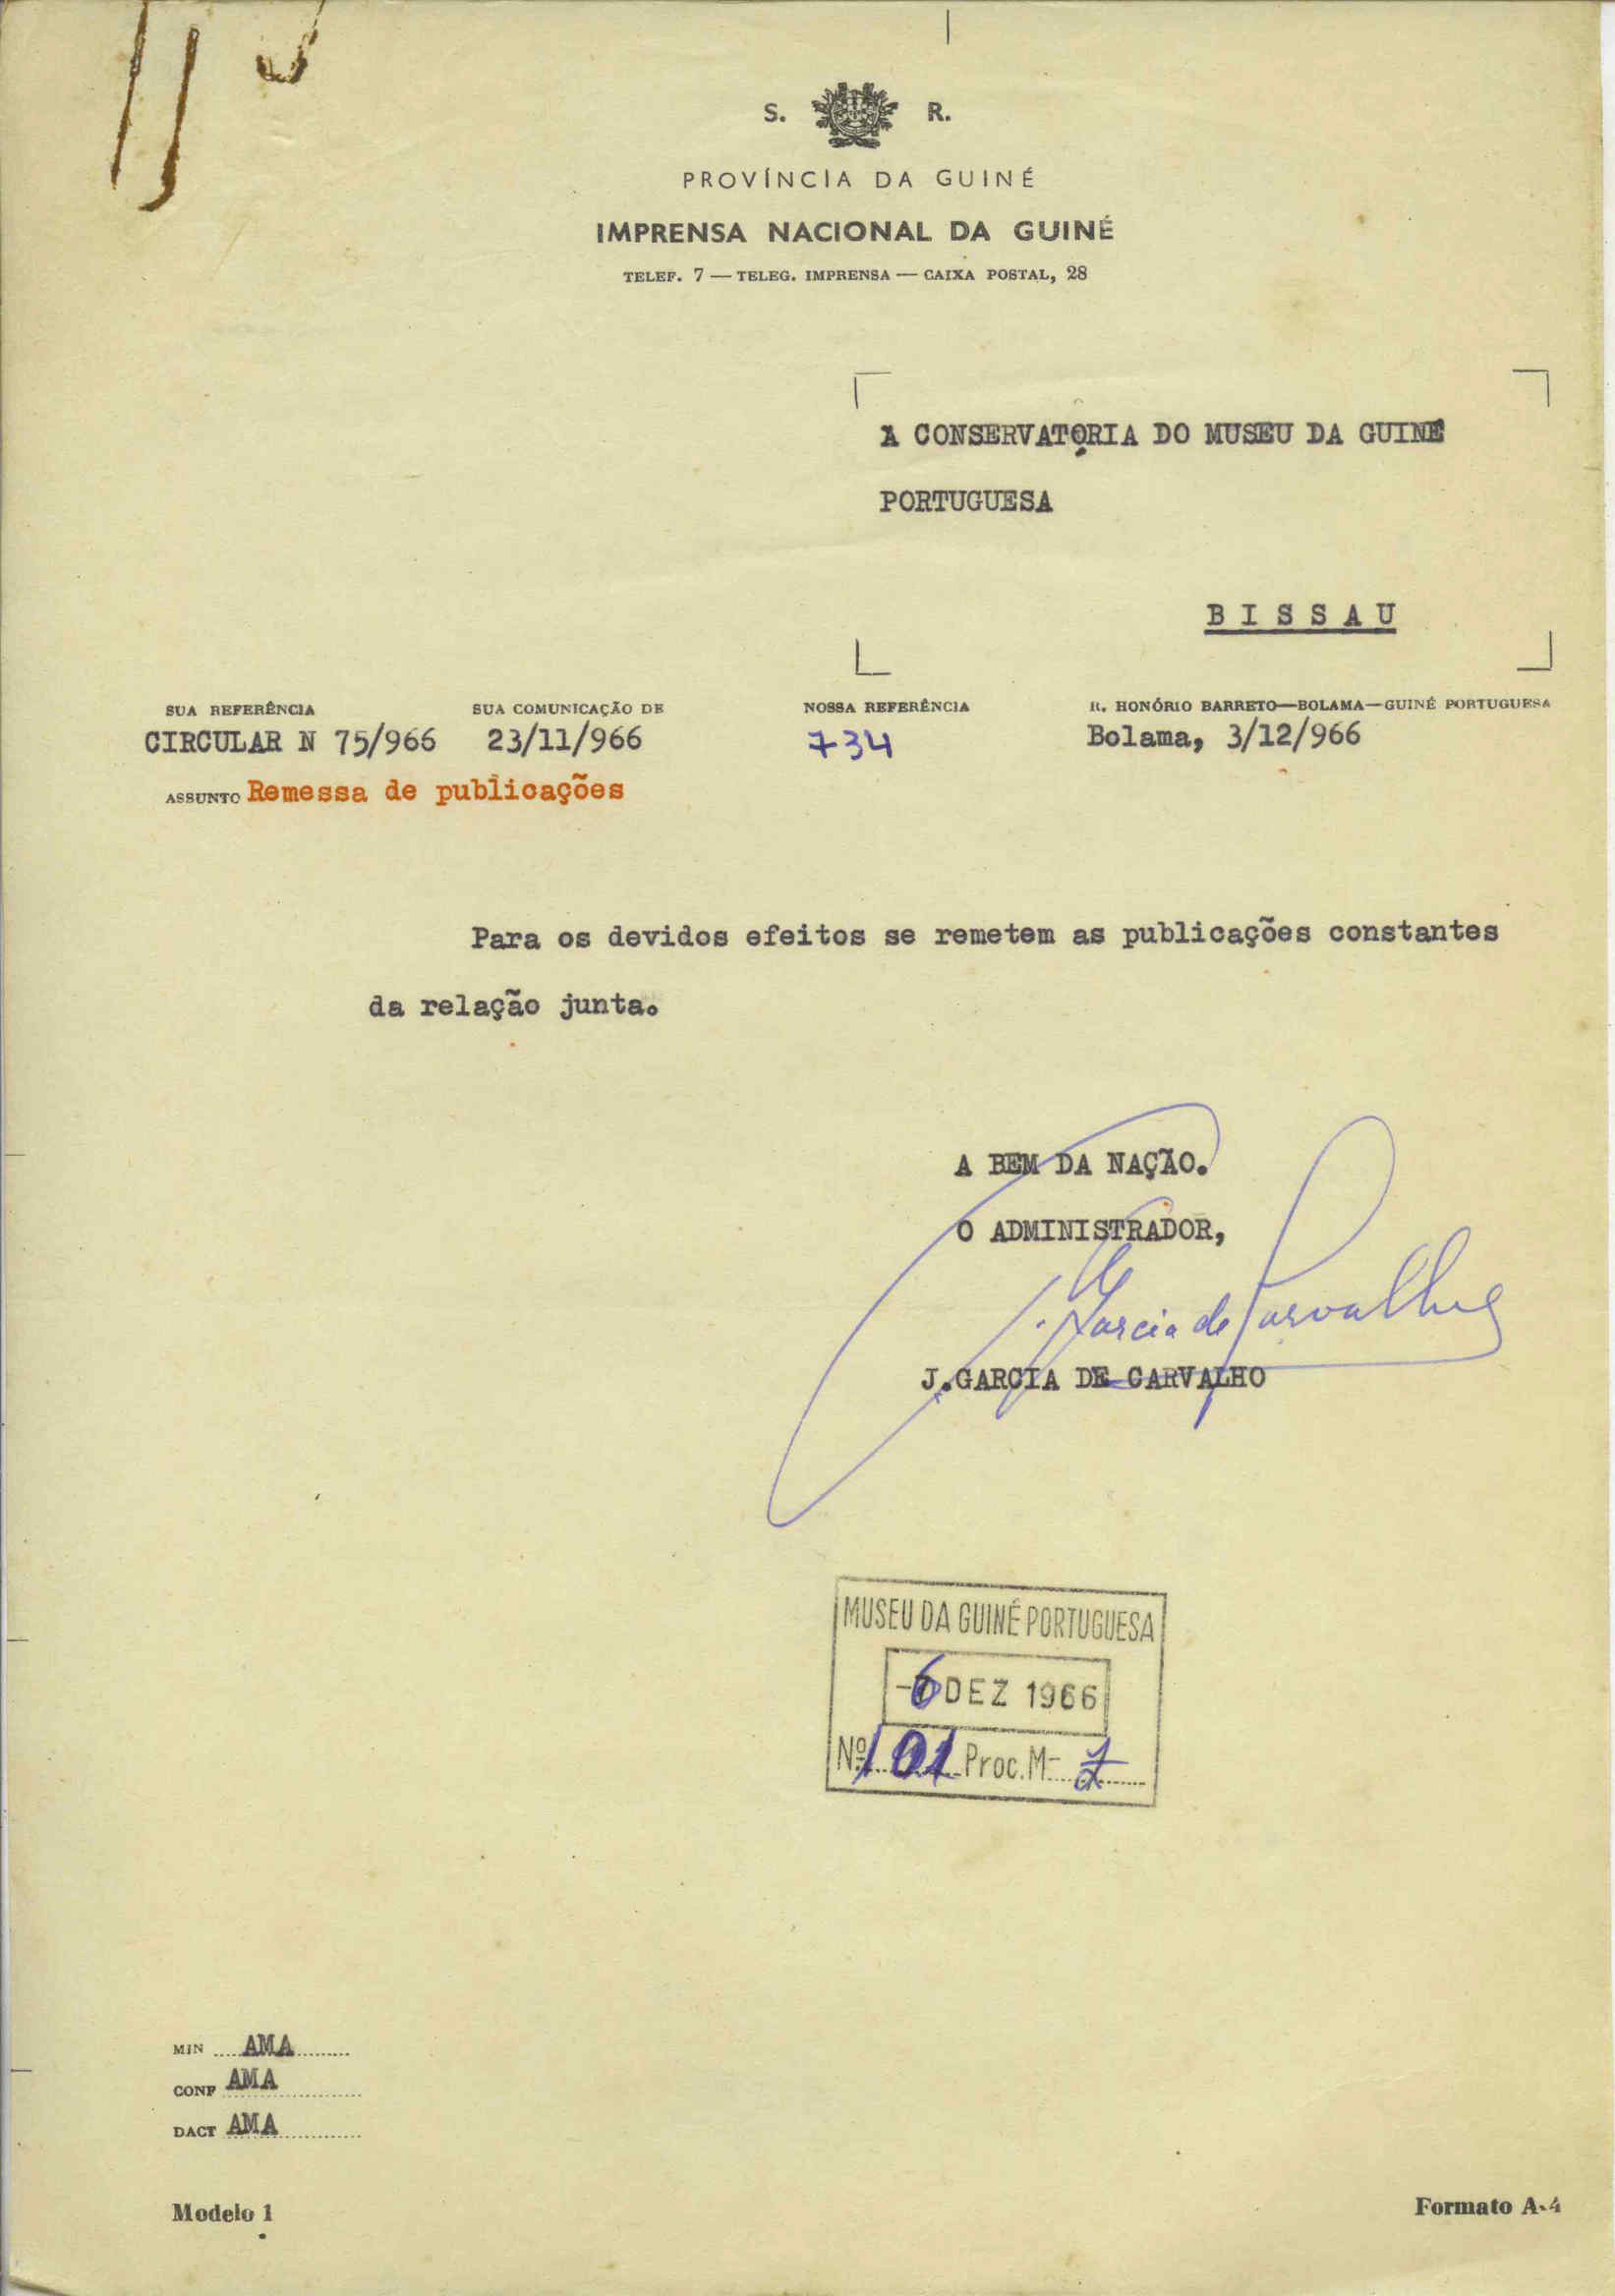 S. R.
PROVÍNCIA DA GUINÉ
IMPRENSA NACIONAL DA GUINÉ
TELEF. 7 — TELEG. IMPRENSA — CAIXA POSTAL, 28
A CONSERVATORIA DO MUSEU DA GUINÉ
PORTUGUESA
BISSAU
SUA REFERÊNCIA SUA COMUNICAÇÃO DE NOSSA REFERÊNCIA R. HONÓRIO BARRETO—BOLAMA—GUINÉ PORTUGUESA
CIRCULAR N 75/966 23/11/966 734 Bolama, 3/12/966
ASSUNTO Remessa de publicações
Para os devidos efeitos se remetem as publicações constantes
da relação junta.
A BEM DA NAÇÃO.
O ADMINISTRADOR,
J. Garcia de Carvalho
J.GARCIA DE CARVALHO
MUSEU DA GUINÉ PORTUGUESA
-6 DEZ 1966
Nº 101 Proc. M- 7
MIN AMA
CONF AMA
DACT AMA
Modelo 1 Formato A-4